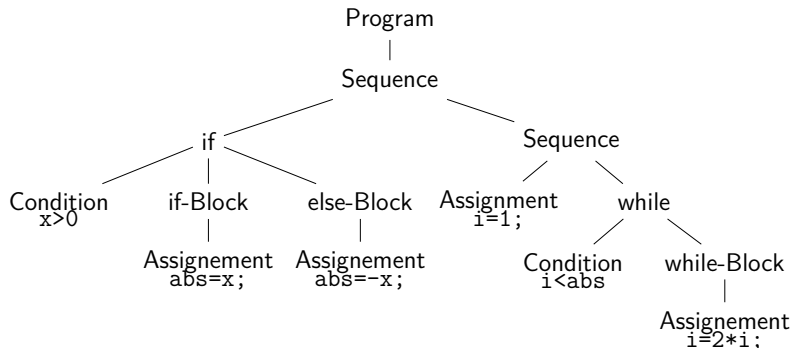 Program
Sequence
if
Sequence
Condition
x>0
if-Block
else-Block
Assignment
i=1;
while
Assignement
abs=x;
Assignement
abs=-x;
Condition
i<abs
while-Block
Assignement
i=2*i;